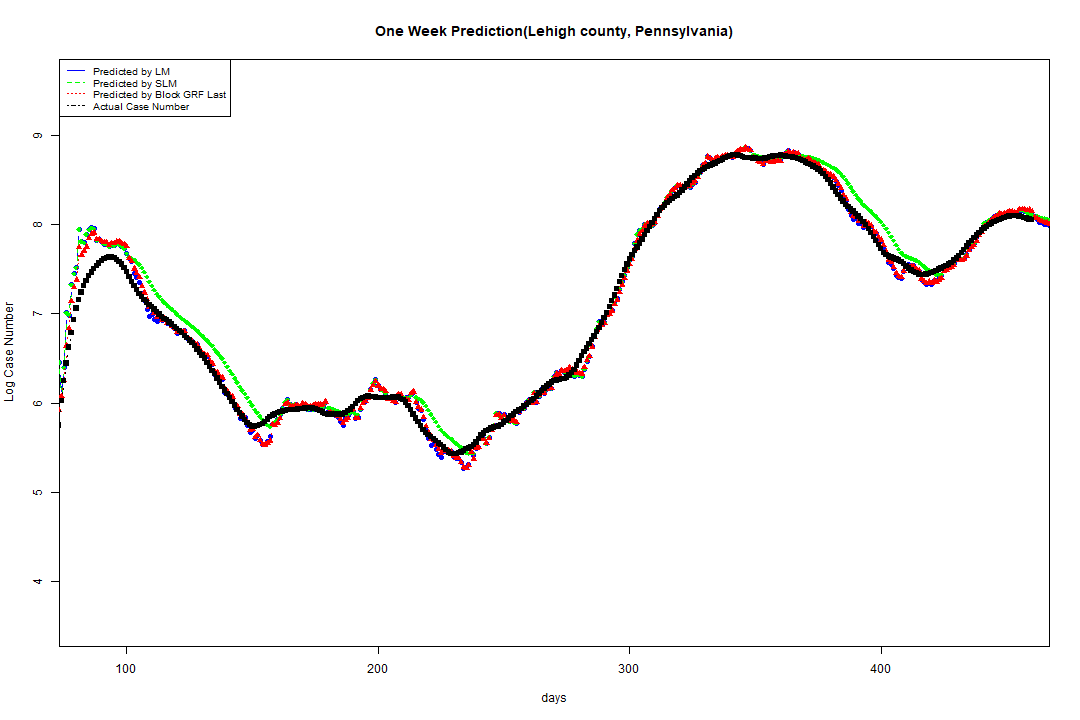 One Week Prediction(Lehigh county, Pennsylvania)
Predicted by LM
Predicted by SLM
Predicted by Block GRF Last
Actual Case Number
9
8
7
6
5
4
Log Case Number
100 200 300 400
days